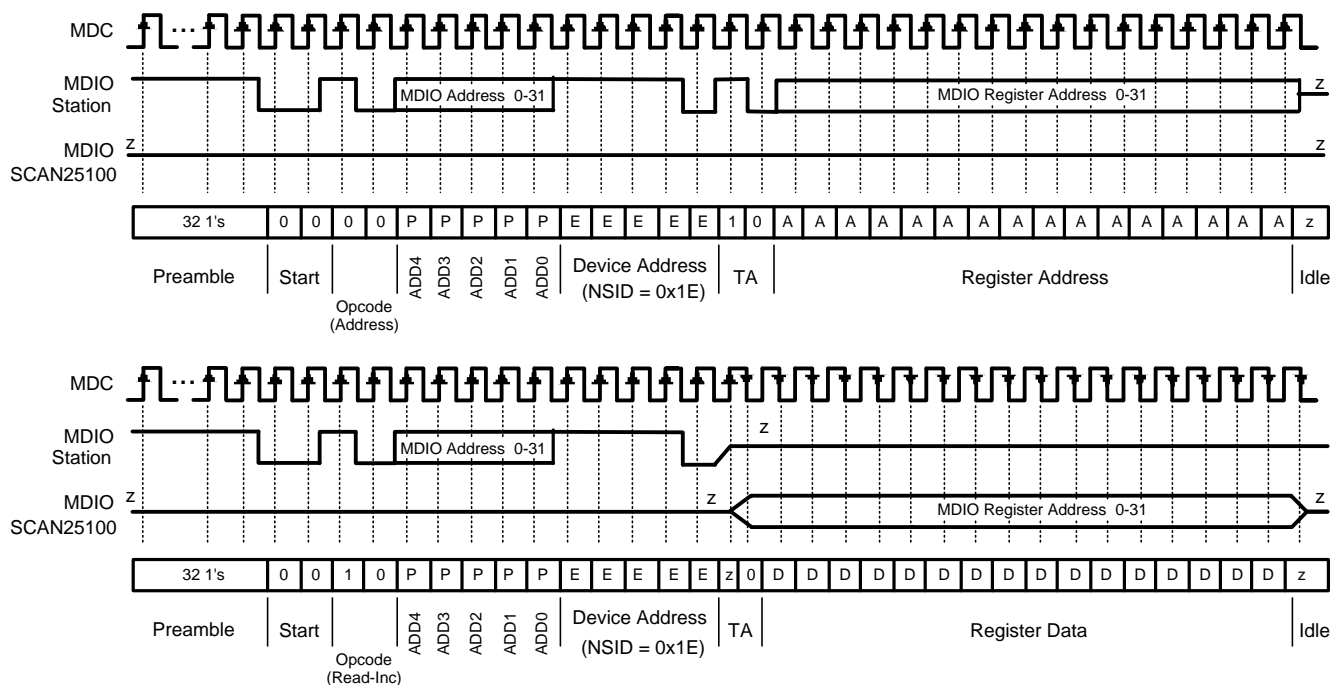 MDC
...
MDIO Station
MDIO Address 0-31
MDIO Register Address 0-31
z
z
MDIO SCAN25100
z
32 1's 0 0 0 0 P P P P P E E E E E 1 0 A A A A A A A A A A A A A A A A z
Preamble Start Opcode (Address) ADD4 ADD3 ADD2 ADD1 ADD0 Device Address (NSID = 0x1E) TA Register Address Idle
MDC
...
MDIO Station
MDIO Address 0-31
z
z
MDIO SCAN25100
z
MDIO Register Address 0-31
z
32 1's 0 0 1 0 P P P P P E E E E E z 0 D D D D D D D D D D D D D D D D z
Preamble Start Opcode (Read-Inc) ADD4 ADD3 ADD2 ADD1 ADD0 Device Address (NSID = 0x1E) TA Register Data Idle